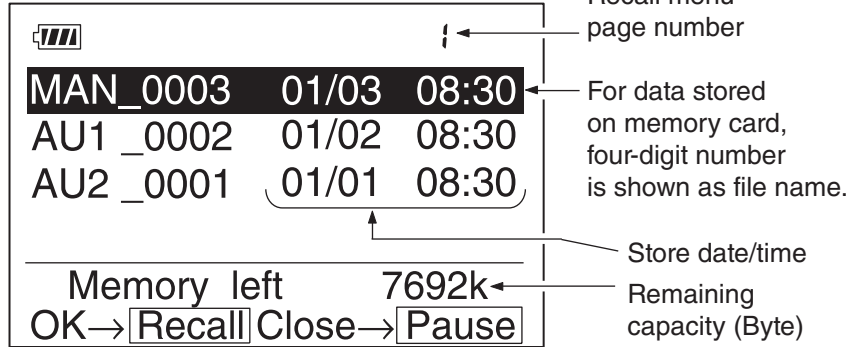 Recall menu
page number
1
MAN_0003 01/03 08:30
AU1 _0002 01/02 08:30
AU2 _0001 01/01 08:30
For data stored
on memory card,
four-digit number
is shown as file name.
Store date/time
Memory left 7692k
Remaining
capacity (Byte)
OK→Recall Close→Pause